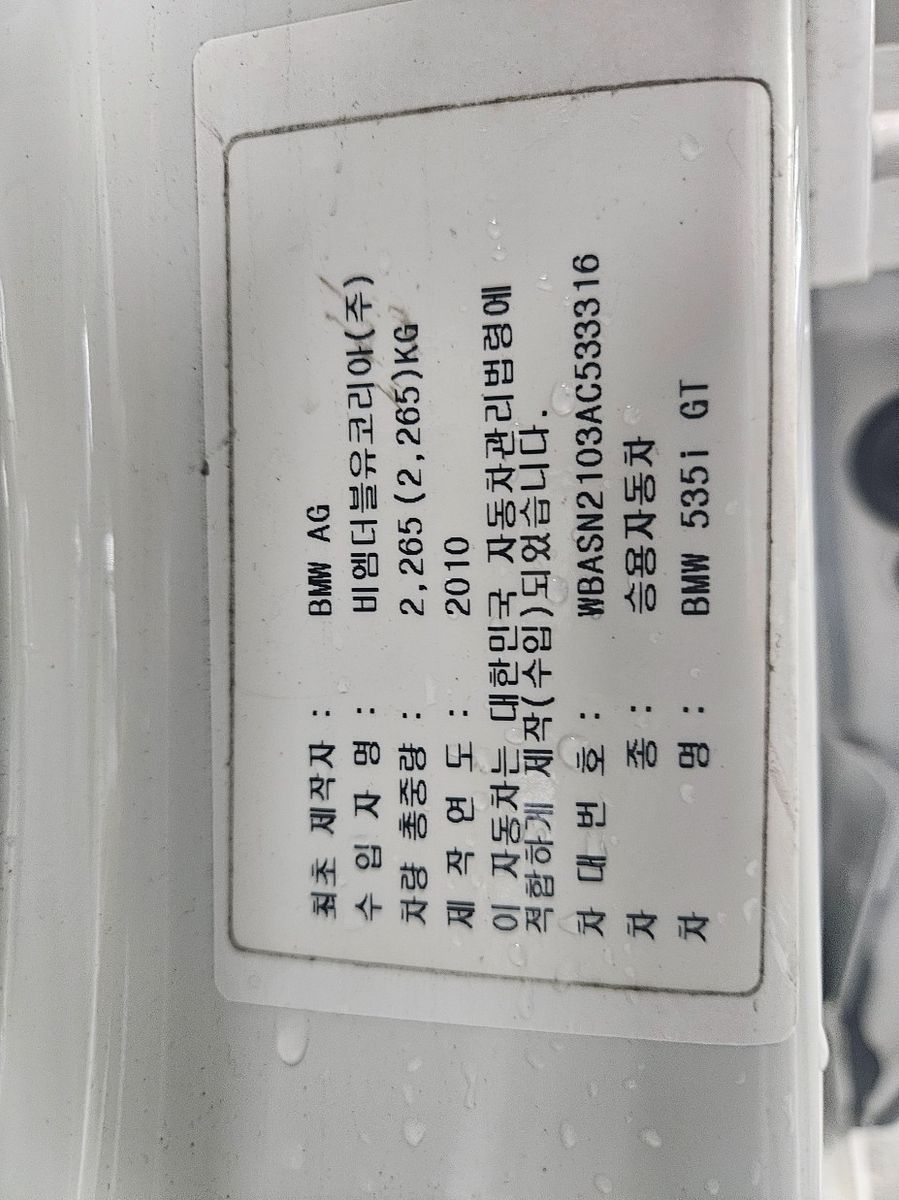 최초 제작자 : BMW AG
수 입 자 명 : 비엠더블유코리아(주)
차량 총중량 : 2,265(2,265)KG
제 작 연 도 : 2010
이 자동차는 대한민국 자동차관리법령에
적합하게 제작(수입)되었습니다.
차 대 번 호 : WBASN2103AC533316
차 종 : 승용자동차
차 명 : BMW 535i GT